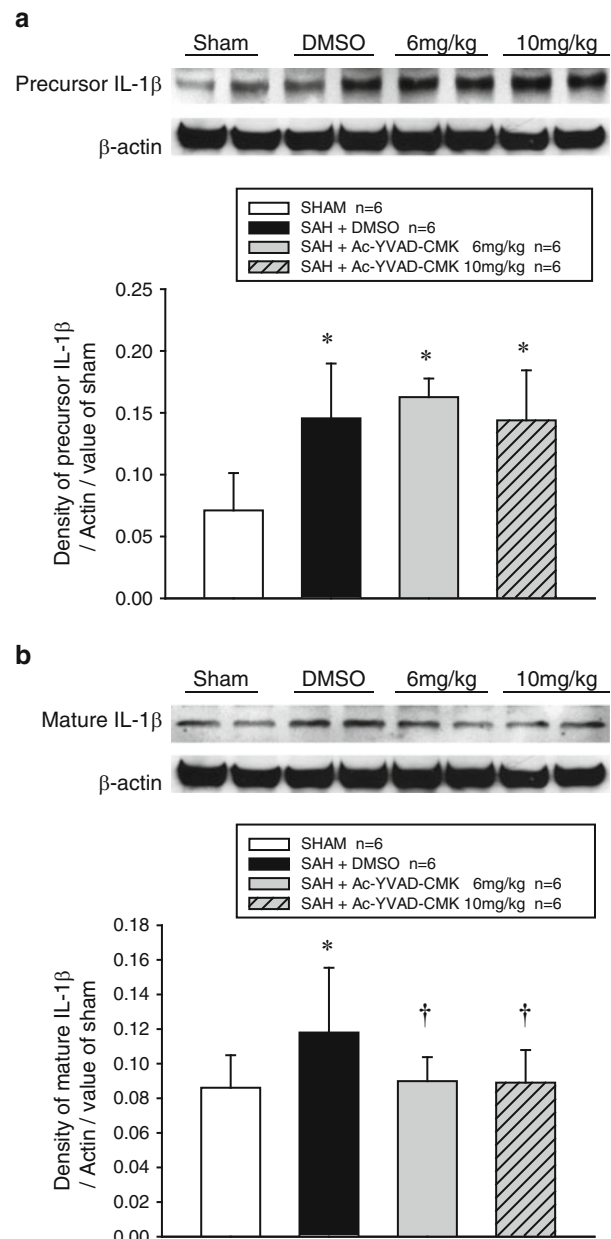 a
Sham DMSO 6mg/kg 10mg/kg
Precursor IL-1β
β-actin
SHAM n=6
SAH + DMSO n=6
SAH + Ac-YVAD-CMK 6mg/kg n=6
SAH + Ac-YVAD-CMK 10mg/kg n=6
Density of precursor IL-1β
/ Actin / value of sham
0.25
0.20
0.15
0.10
0.05
0.00
* * *
b
Sham DMSO 6mg/kg 10mg/kg
Mature IL-1β
β-actin
SHAM n=6
SAH + DMSO n=6
SAH + Ac-YVAD-CMK 6mg/kg n=6
SAH + Ac-YVAD-CMK 10mg/kg n=6
Density of mature IL-1β
/ Actin / value of sham
0.18
0.16
0.14
0.12
0.10
0.08
0.06
0.04
0.02
0.00
* † †